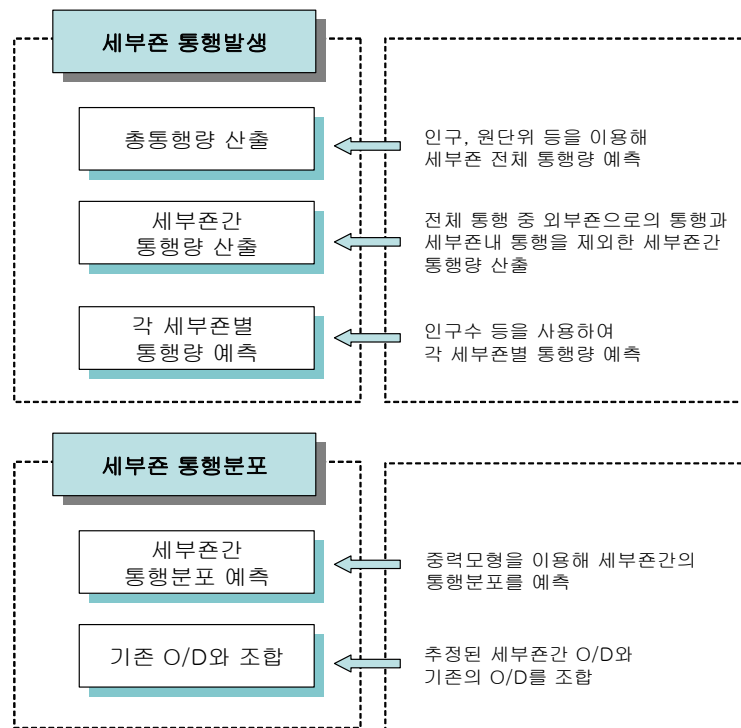 세부죤 통행발생
총통행량 산출
인구, 원단위 등을 이용해
세부죤 전체 통행량 예측
세부죤간
통행량 산출
전체 통행 중 외부죤으로의 통행과
세부죤내 통행을 제외한 세부죤간
통행량 산출
각 세부죤별
통행량 예측
인구수 등을 사용하여
각 세부죤별 통행량 예측
세부죤 통행분포
세부죤간
통행분포 예측
중력모형을 이용해 세부죤간의
통행분포를 예측
기존 O/D와 조합
추정된 세부죤간 O/D와
기존의 O/D를 조합